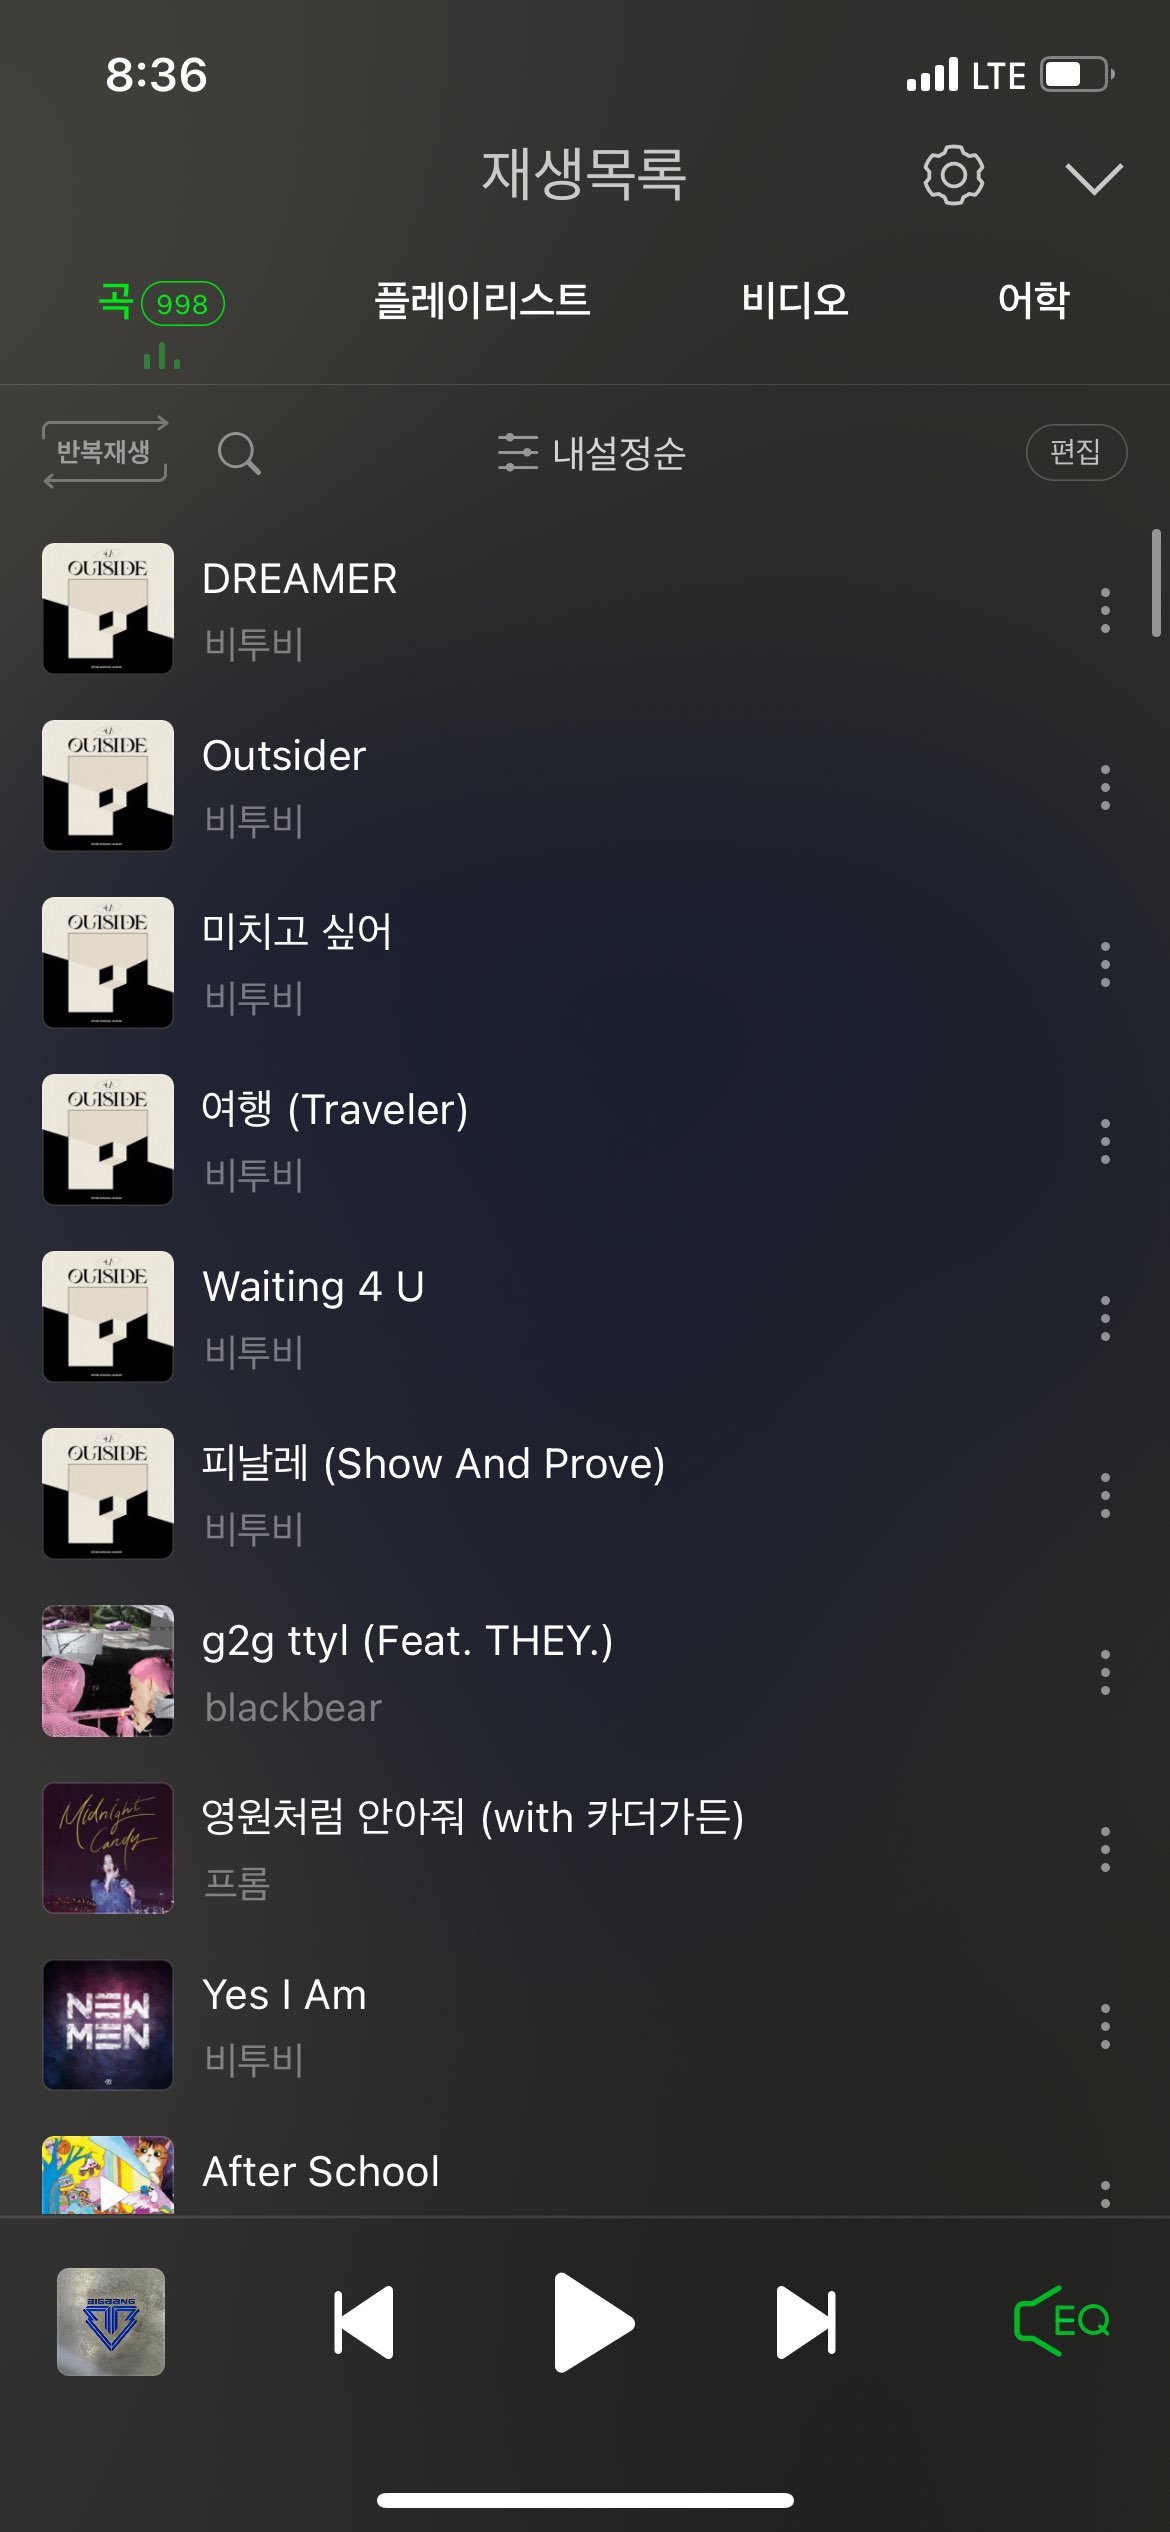 8:36
LTE
재생목록
곡 998 플레이리스트 비디오 어학
반복재생 내설정순 편집
OUTSIDE
DREAMER
비투비
OUTSIDE
Outsider
비투비
OUTSIDE
미치고 싶어
비투비
OUTSIDE
여행 (Traveler)
비투비
OUTSIDE
Waiting 4 U
비투비
OUTSIDE
피날레 (Show And Prove)
비투비
g2g ttyl (Feat. THEY.)
blackbear
Midnight
Candy
영원처럼 안아줘 (with 카더가든)
프롬
NEW
MEN
Yes I Am
비투비
After School
BIGBANG
EQ